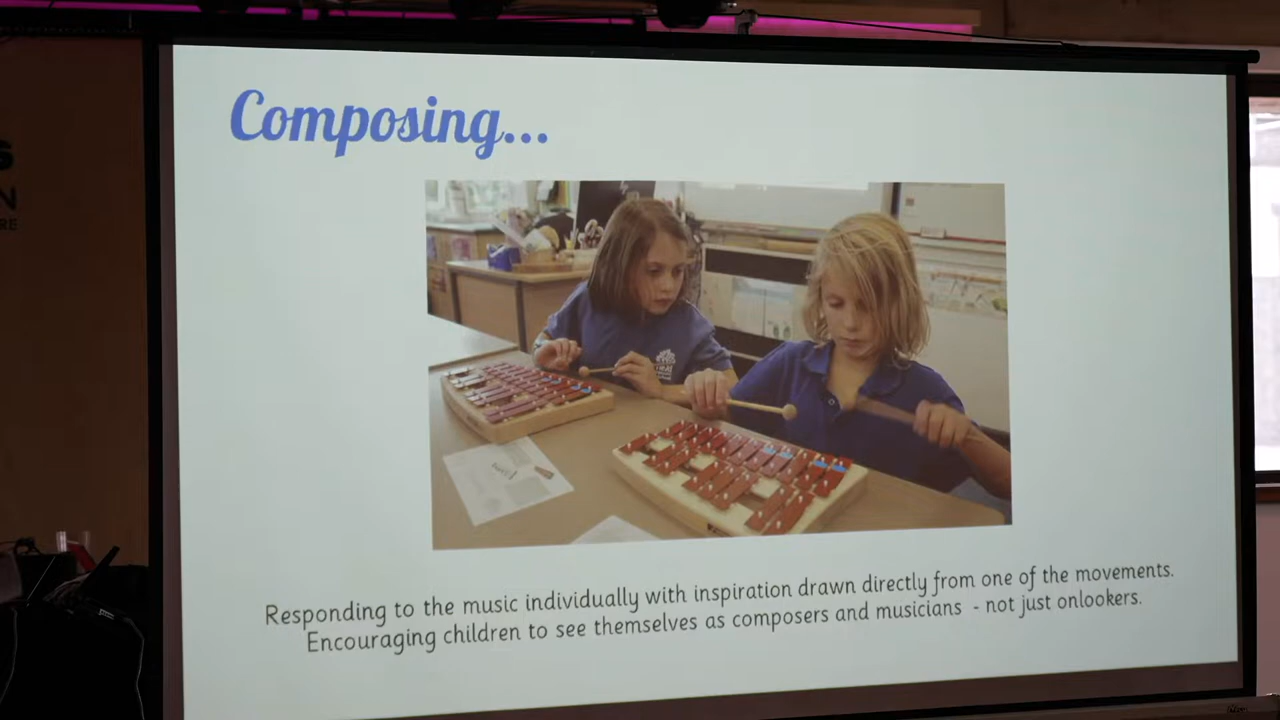 Composing...
Responding to the music individually with inspiration drawn directly from one of the movements.
Encouraging children to see themselves as composers and musicians - not just onlookers.